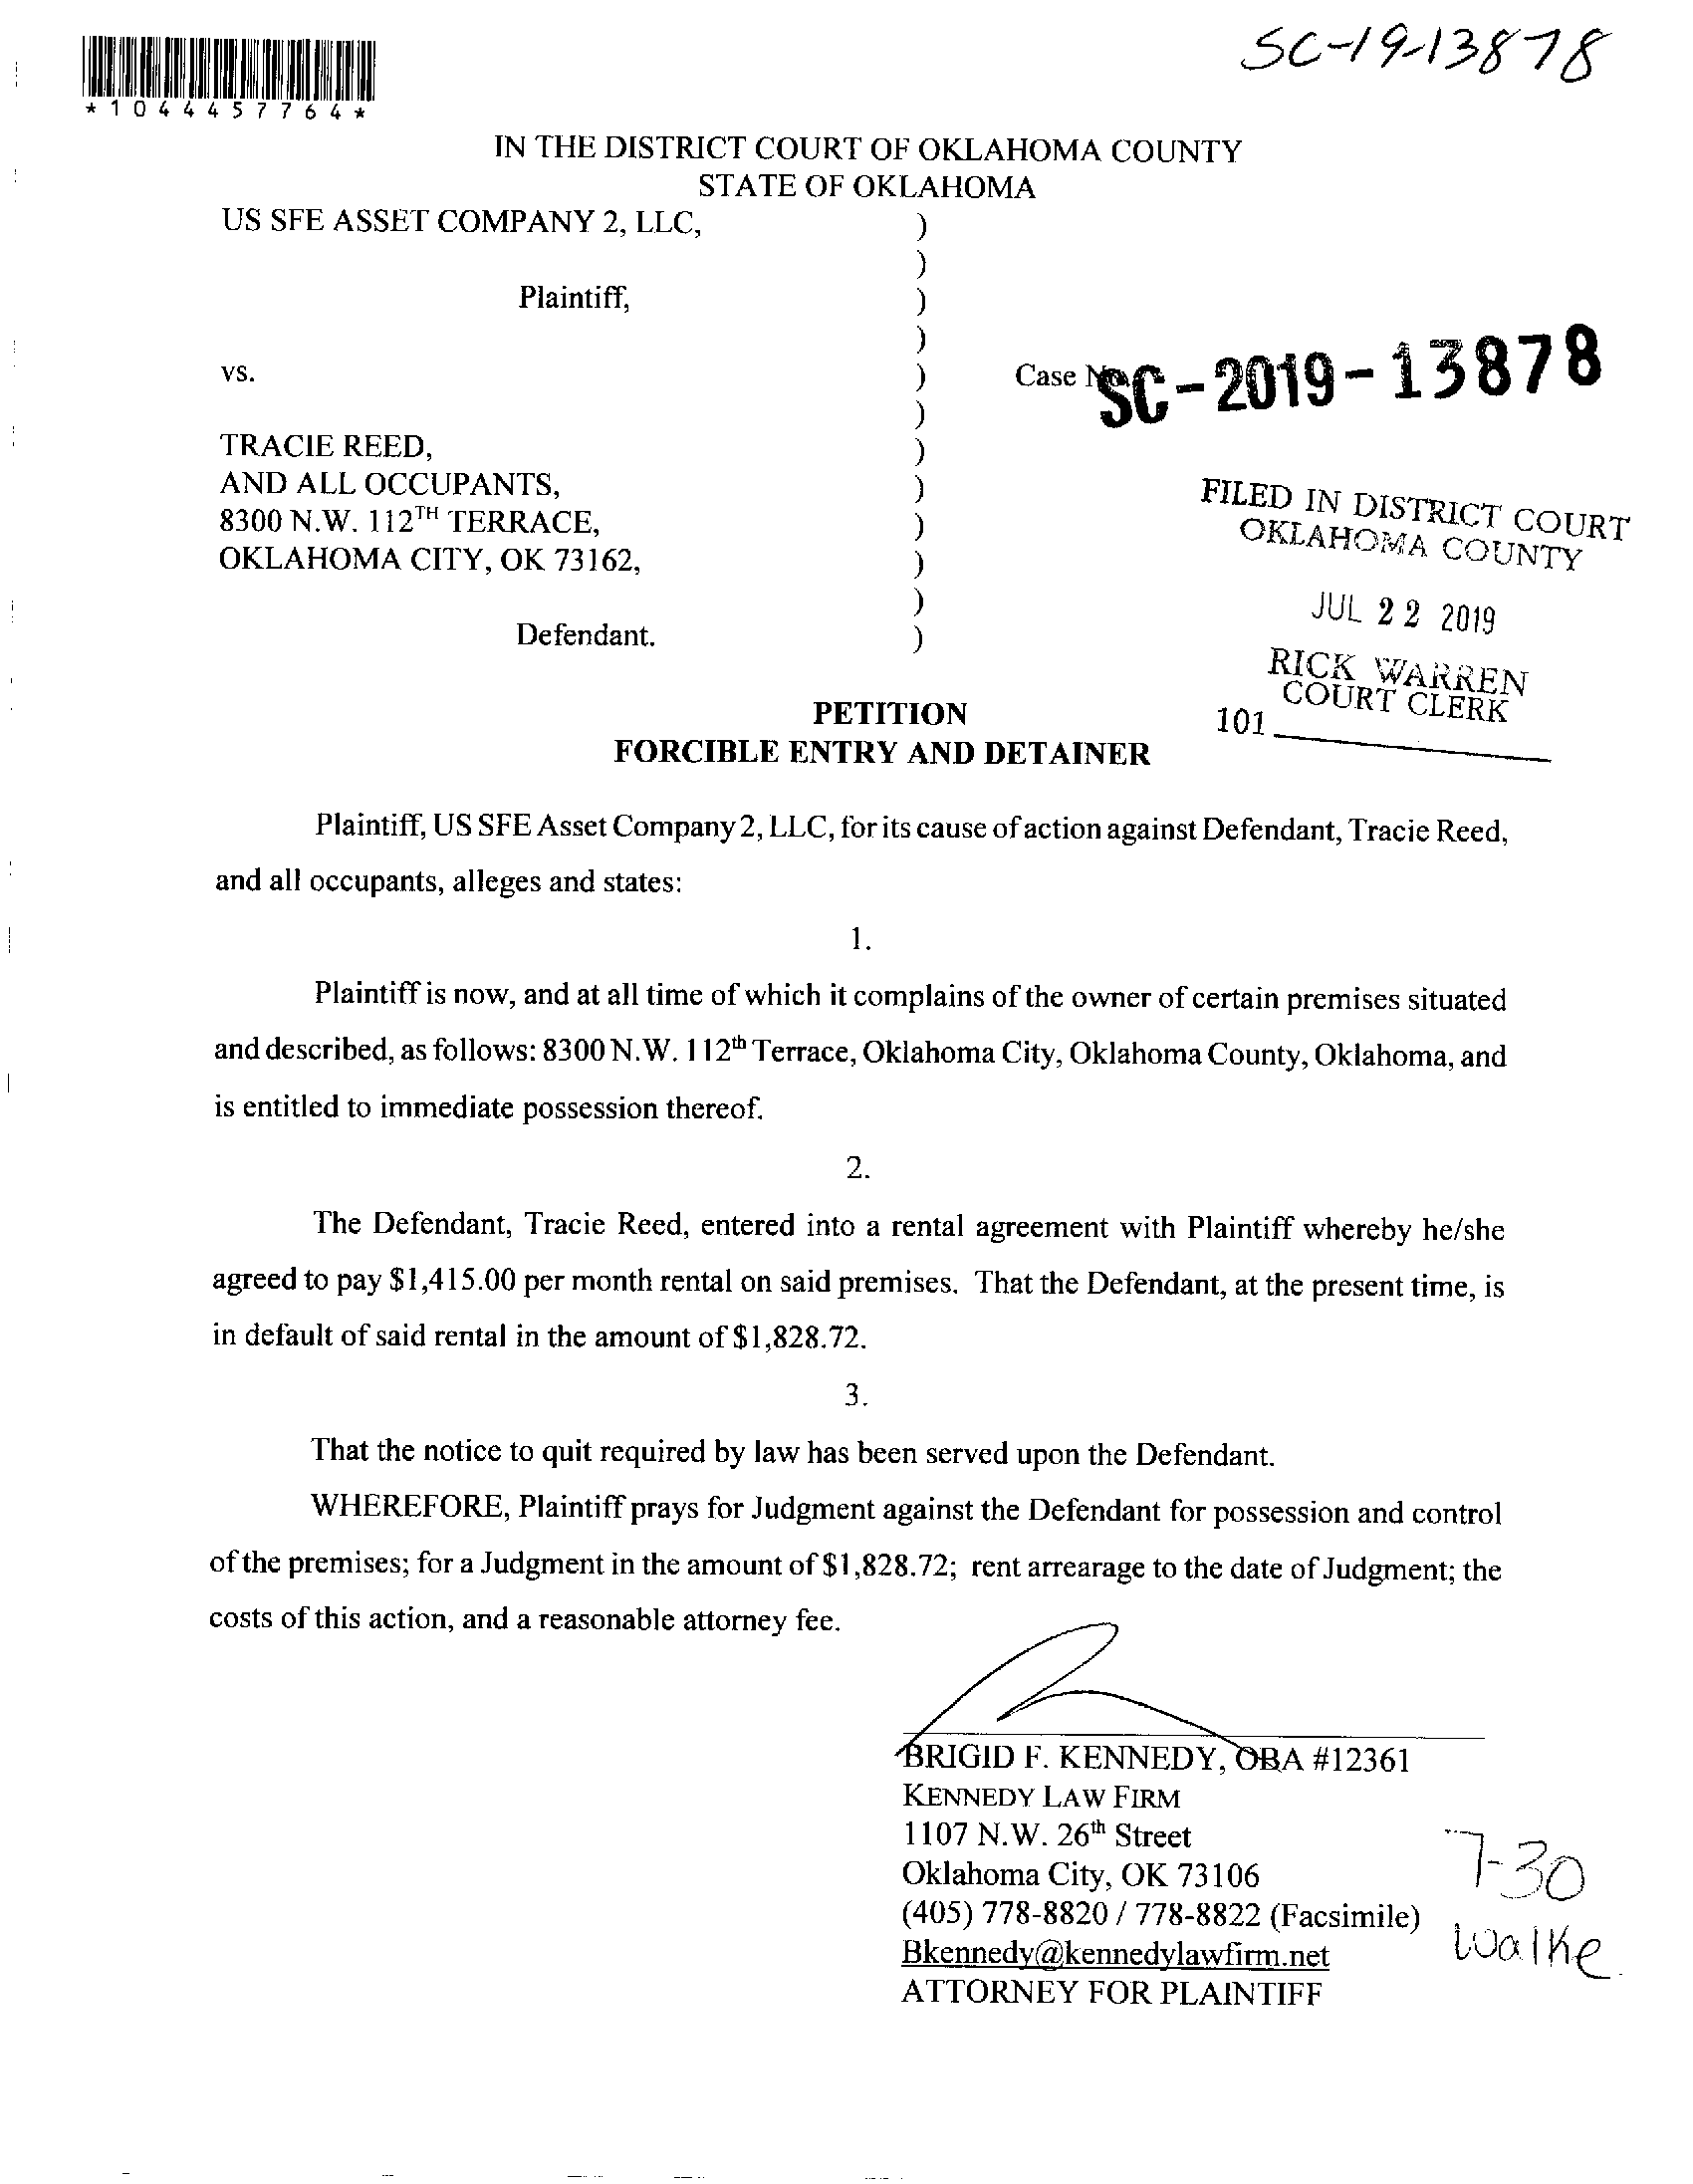 SC-19-13878
*1044457764*
IN THE DISTRICT COURT OF OKLAHOMA COUNTY
STATE OF OKLAHOMA
US SFE ASSET COMPANY 2, LLC, )
)
Plaintiff, )
)
vs. ) Case No. SC-2019-13878
)
TRACIE REED, )
AND ALL OCCUPANTS, )
8300 N.W. 112TH TERRACE, )
OKLAHOMA CITY, OK 73162, )
)
Defendant. )
FILED IN DISTRICT COURT
OKLAHOMA COUNTY
JUL 22 2019
RICK WARREN
COURT CLERK
101
PETITION
FORCIBLE ENTRY AND DETAINER
Plaintiff, US SFE Asset Company 2, LLC, for its cause of action against Defendant, Tracie Reed,
and all occupants, alleges and states:
1.
Plaintiff is now, and at all time of which it complains of the owner of certain premises situated
and described, as follows: 8300 N.W. 112th Terrace, Oklahoma City, Oklahoma County, Oklahoma, and
is entitled to immediate possession thereof.
2.
The Defendant, Tracie Reed, entered into a rental agreement with Plaintiff whereby he/she
agreed to pay $1,415.00 per month rental on said premises. That the Defendant, at the present time, is
in default of said rental in the amount of $1,828.72.
3.
That the notice to quit required by law has been served upon the Defendant.
WHEREFORE, Plaintiff prays for Judgment against the Defendant for possession and control
of the premises; for a Judgment in the amount of $1,828.72; rent arrearage to the date of Judgment; the
costs of this action, and a reasonable attorney fee.
BRIGID F. KENNEDY, OBA #12361
KENNEDY LAW FIRM
1107 N.W. 26th Street
Oklahoma City, OK 73106
(405) 778-8820 / 778-8822 (Facsimile)
Bkennedy@kennedylawfirm.net
ATTORNEY FOR PLAINTIFF
7-30
Walke